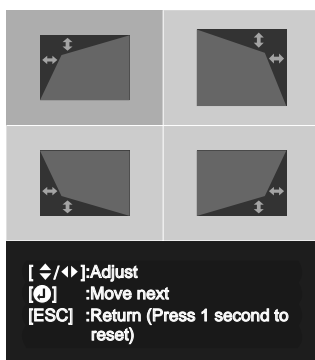 [ ⬍/⬌ ]:Adjust
[⏎] :Move next
[ESC] :Return (Press 1 second to
reset)